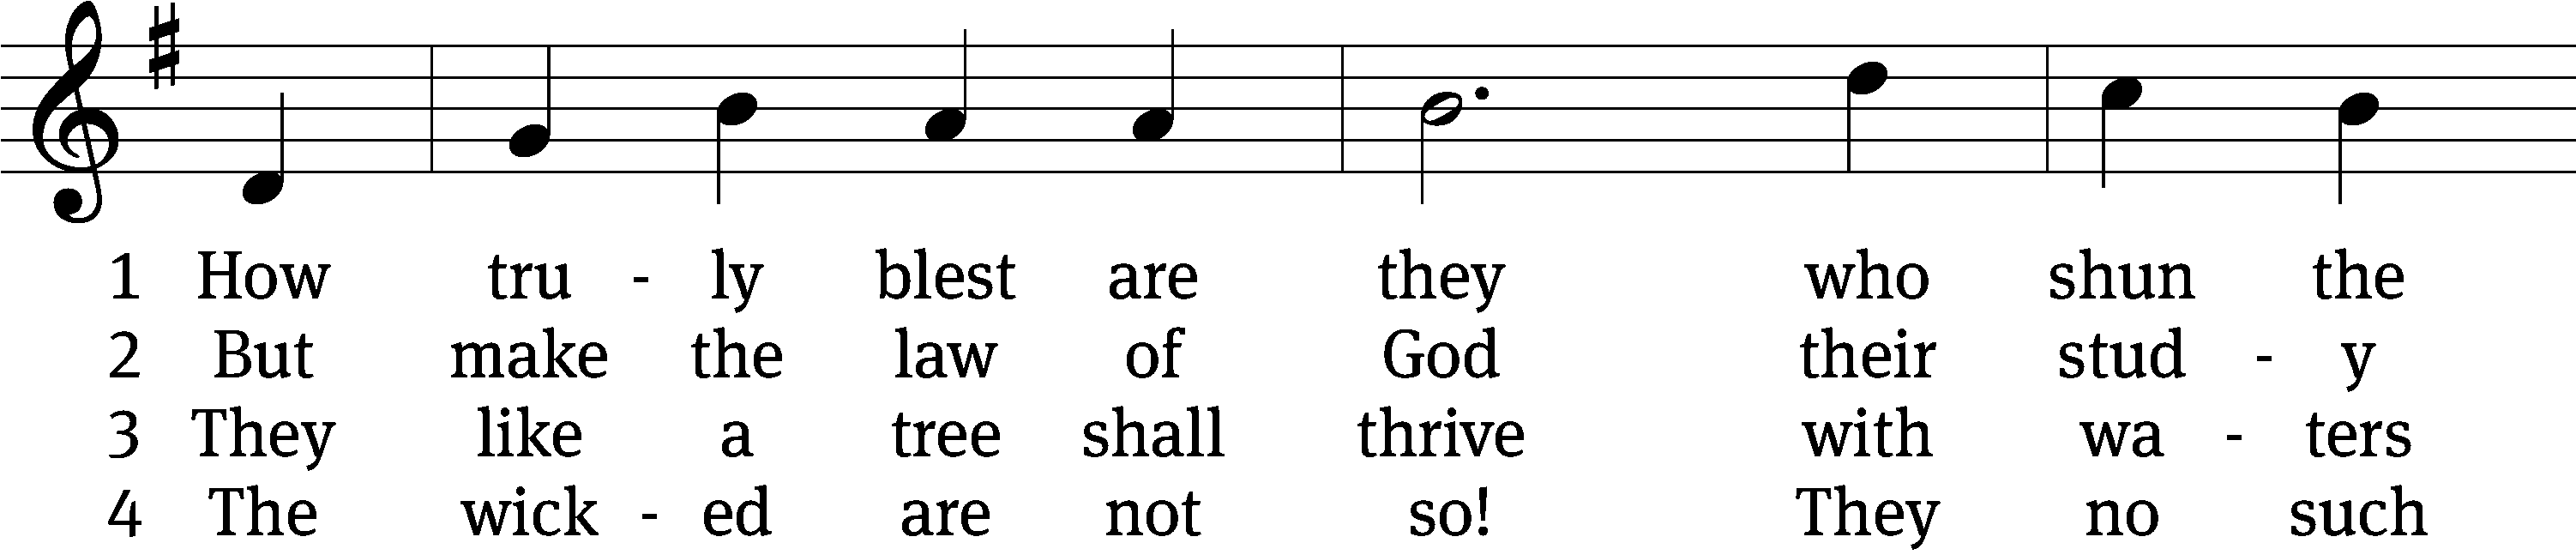 1 How tru - ly blest are they who shun the
2 But make the law of God their stud - y
3 They like a tree shall thrive with wa - ters
4 The wick - ed are not so! They no such